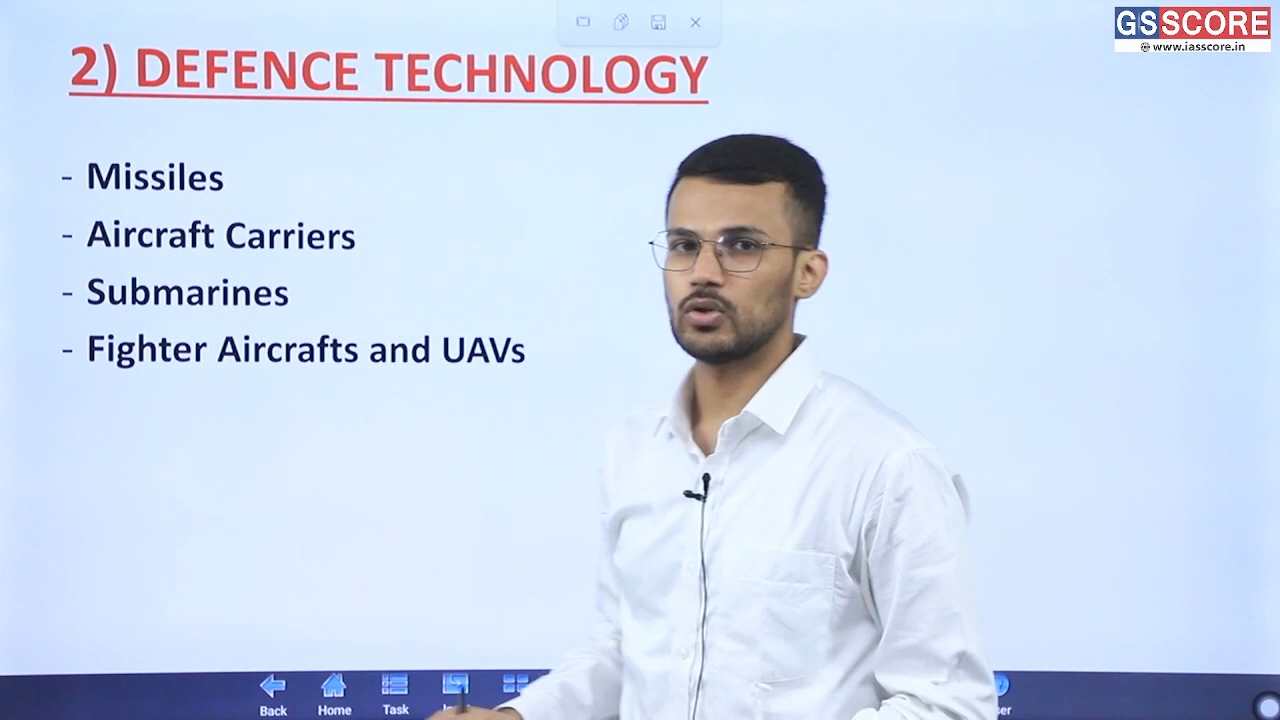 GSSCORE
www.iasscore.in
2) DEFENCE TECHNOLOGY
- Missiles
- Aircraft Carriers
- Submarines
- Fighter Aircrafts and UAVs
Back
Home
Task